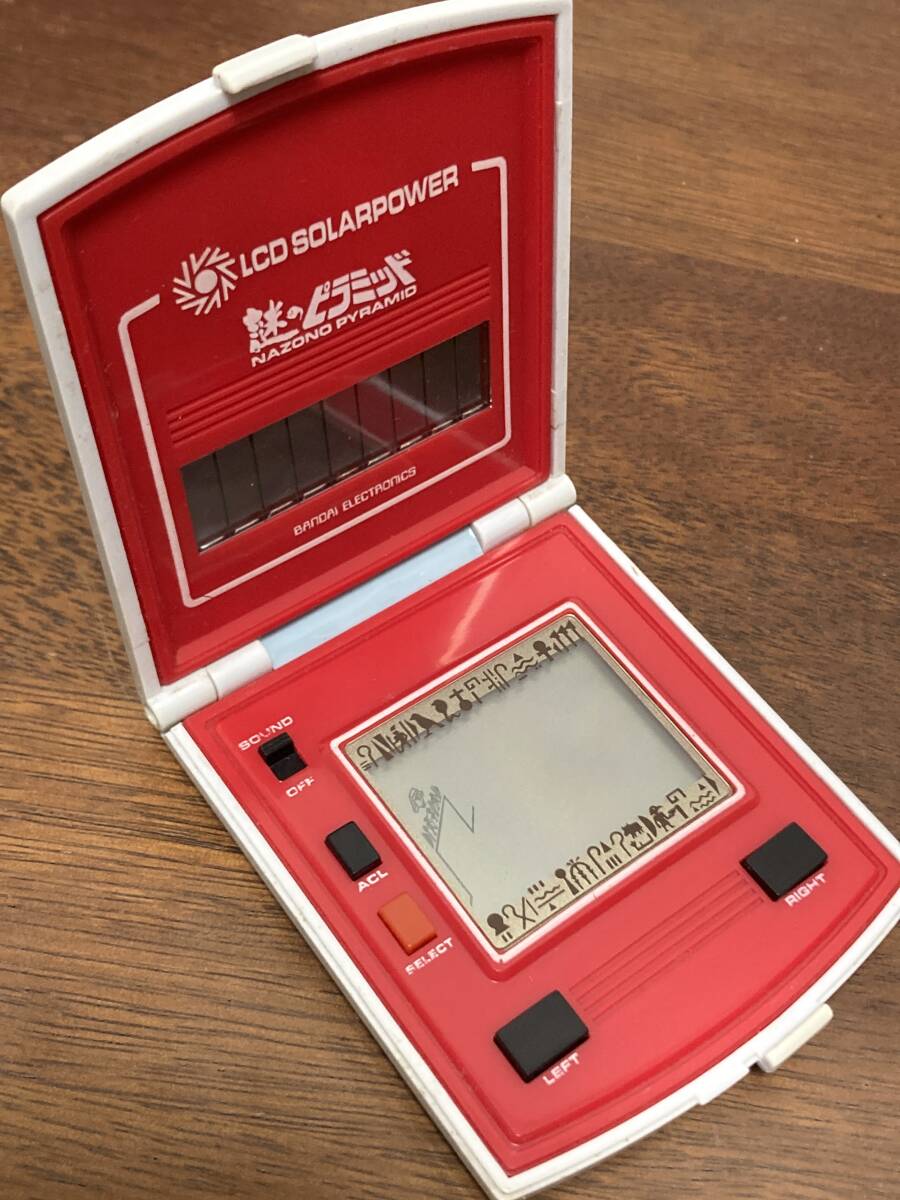 LCD SOLARPOWER
謎のピラミッド
NAZONO PYRAMID
BANDAI ELECTRONICS
SOUND
OFF
ACL
SELECT
RIGHT
LEFT